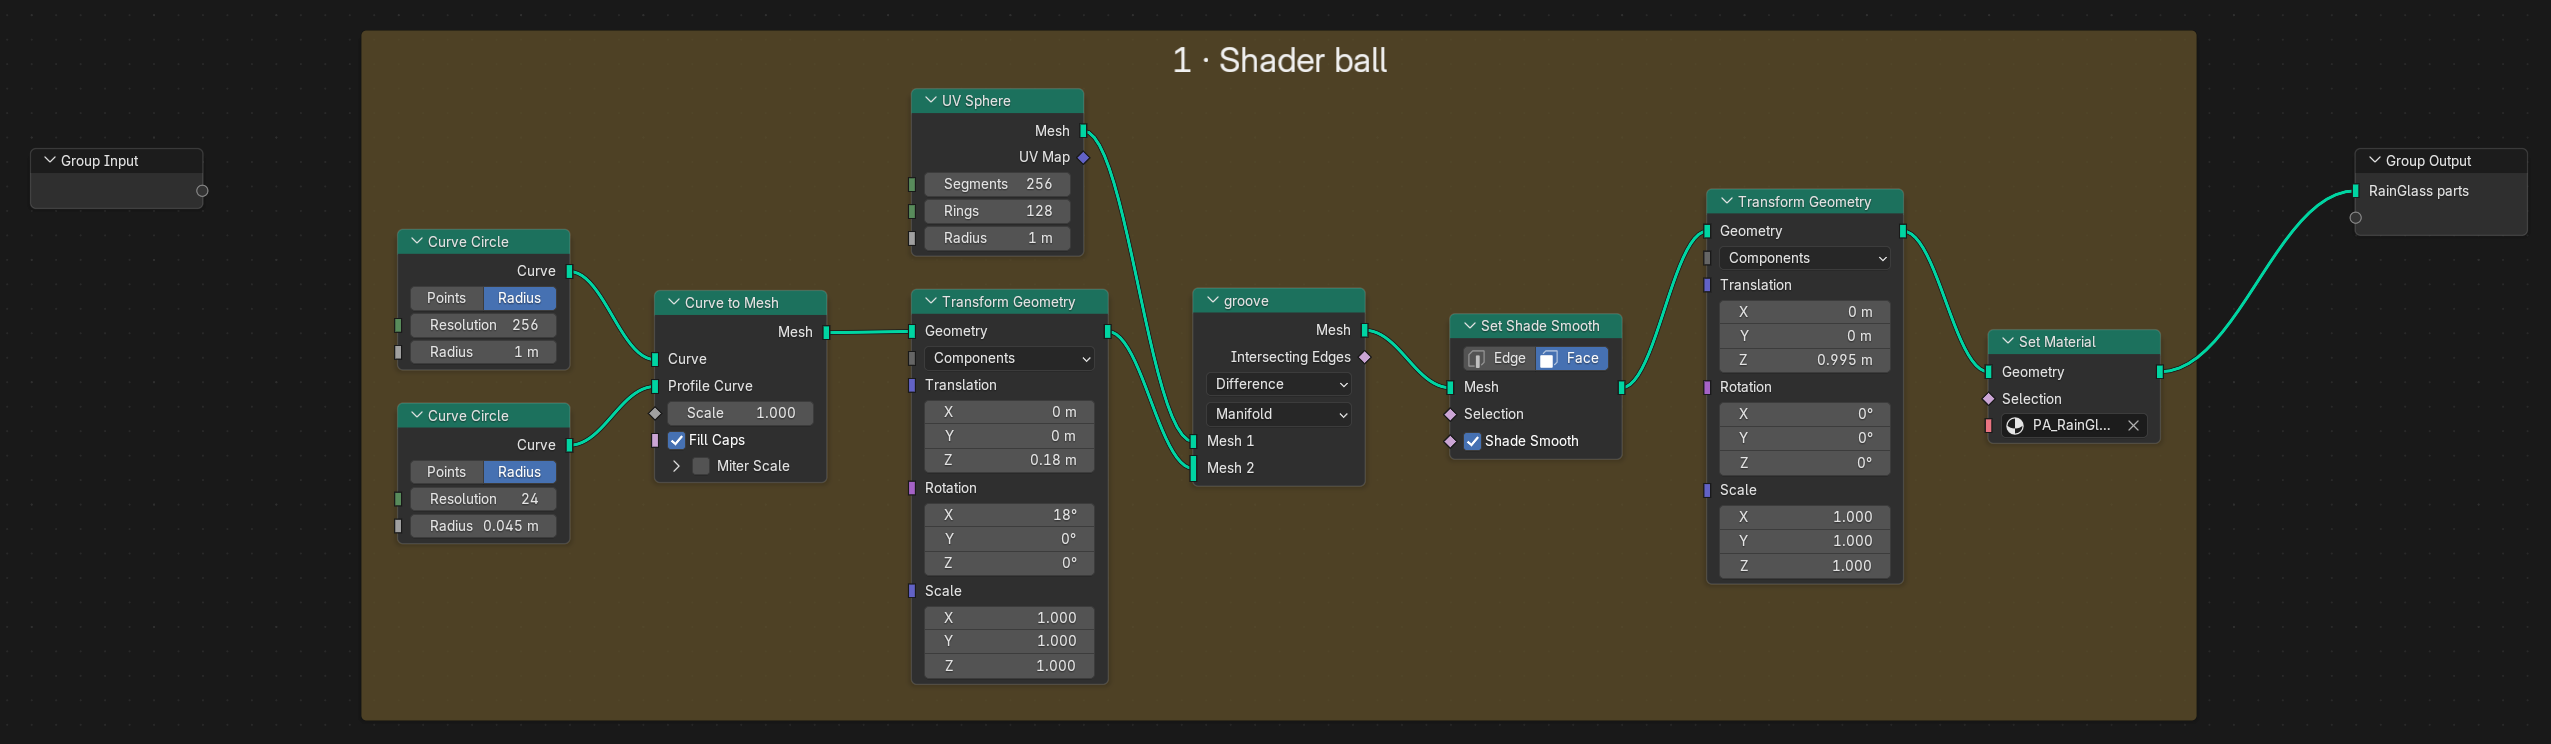 1 · Shader ball
Group Input
Curve Circle
Curve
Points Radius
Resolution 256
Radius 1 m
Curve Circle
Curve
Points Radius
Resolution 24
Radius 0.045 m
Curve to Mesh
Mesh
Curve
Profile Curve
Scale 1.000
Fill Caps
Miter Scale
UV Sphere
Mesh
UV Map
Segments 256
Rings 128
Radius 1 m
Transform Geometry
Geometry
Components
Translation
X 0 m
Y 0 m
Z 0.18 m
Rotation
X 18°
Y 0°
Z 0°
Scale
X 1.000
Y 1.000
Z 1.000
groove
Mesh
Intersecting Edges
Difference
Manifold
Mesh 1
Mesh 2
Set Shade Smooth
Edge Face
Mesh
Selection
Shade Smooth
Transform Geometry
Geometry
Components
Translation
X 0 m
Y 0 m
Z 0.995 m
Rotation
X 0°
Y 0°
Z 0°
Scale
X 1.000
Y 1.000
Z 1.000
Set Material
Geometry
Selection
PA_RainGl...
Group Output
RainGlass parts